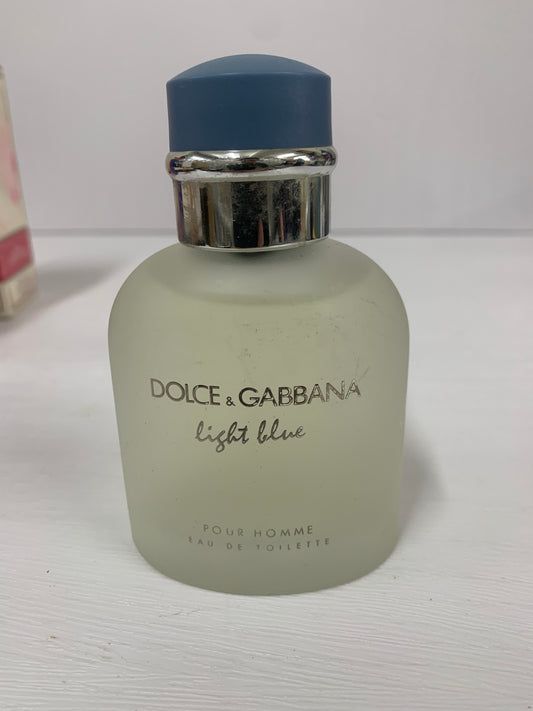 DOLCE & GABBANA
light blue
POUR HOMME
EAU DE TOILETTE